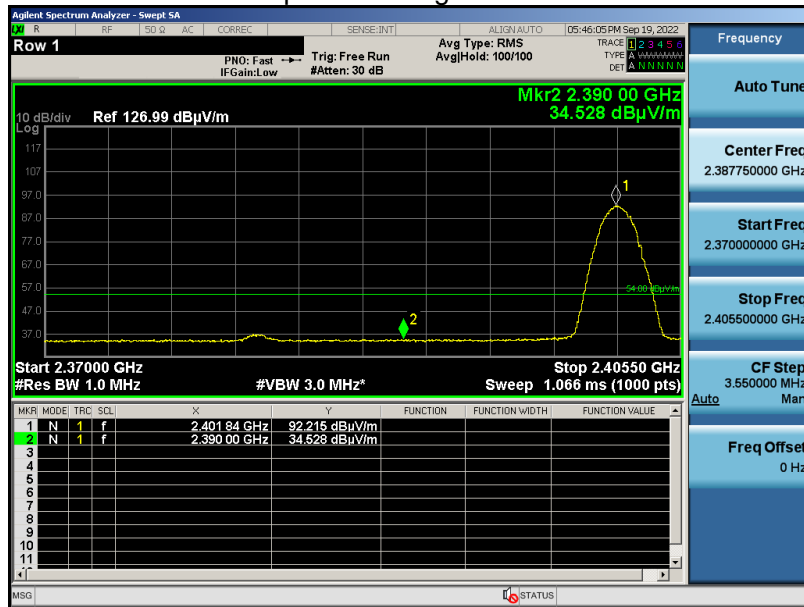 Agilent Spectrum Analyzer - Swept SA
LXI R RF 50 Ω AC CORREC SENSE:INT ALIGNAUTO 05:46:05 PM Sep 19, 2022
Row 1
PNO: Fast
IFGain:Low
Trig: Free Run
#Atten: 30 dB
Avg Type: RMS
Avg|Hold: 100/100
TRACE 1 2 3 4 5 6
TYPE A WWWWW
DET A N N N N N
Mkr2 2.390 00 GHz
34.528 dBµV/m
10 dB/div Ref 126.99 dBµV/m
Log
117
107
97.0
87.0
77.0
67.0
57.0
47.0
37.0
1
2
54.00 dBµV/m
Start 2.37000 GHz Stop 2.40550 GHz
#Res BW 1.0 MHz #VBW 3.0 MHz* Sweep 1.066 ms (1000 pts)
MKR MODE TRC SCL X Y FUNCTION FUNCTION WIDTH FUNCTION VALUE
1 N 1 f 2.401 84 GHz 92.215 dBµV/m
2 N 1 f 2.390 00 GHz 34.528 dBµV/m
3
4
5
6
7
8
9
10
11
MSG STATUS
Frequency
Auto Tune
Center Freq
2.387750000 GHz
Start Freq
2.370000000 GHz
Stop Freq
2.405500000 GHz
CF Step
3.550000 MHz
Auto Man
Freq Offset
0 Hz